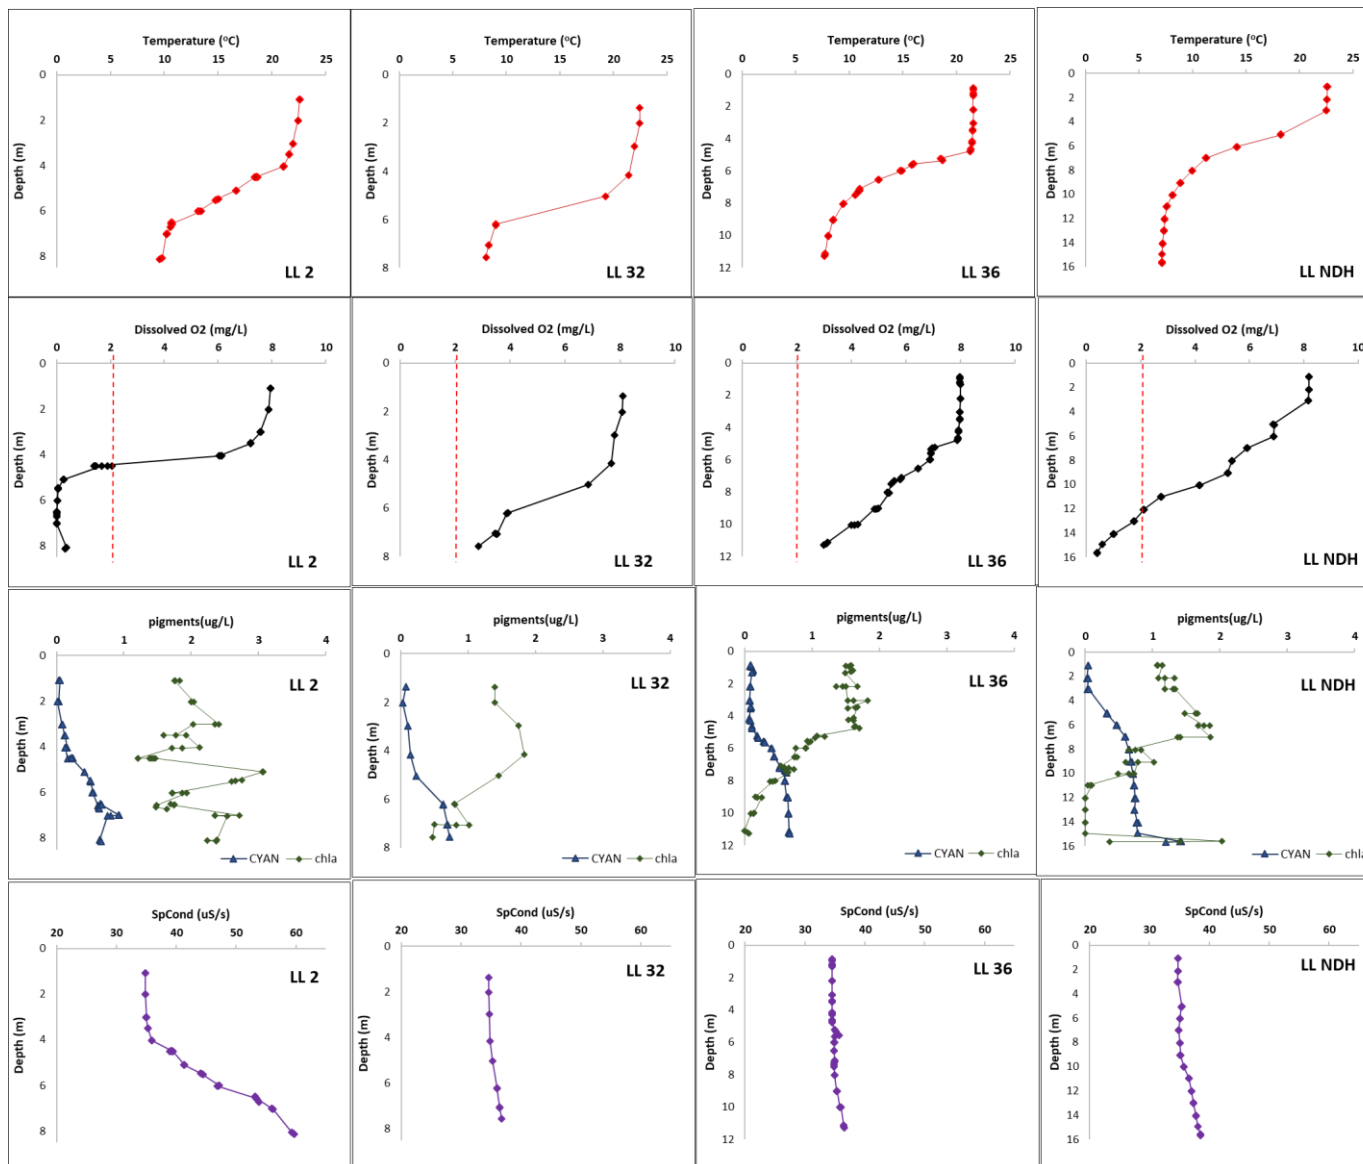 Temperature (°C)
0 5 10 15 20 25
0
2
4
6
8
Depth (m)
LL 2
Temperature (°C)
0 5 10 15 20 25
0
2
4
6
8
Depth (m)
LL 32
Temperature (°C)
0 5 10 15 20 25
0
2
4
6
8
10
12
Depth (m)
LL 36
Temperature (°C)
0 5 10 15 20 25
0
2
4
6
8
10
12
14
16
Depth (m)
LL NDH
Dissolved O2 (mg/L)
0 2 4 6 8 10
0
2
4
6
8
Depth (m)
LL 2
Dissolved O2 (mg/L)
0 2 4 6 8 10
0
2
4
6
8
Depth (m)
LL 32
Dissolved O2 (mg/L)
0 2 4 6 8 10
0
2
4
6
8
10
12
Depth (m)
LL 36
Dissolved O2 (mg/L)
0 2 4 6 8 10
0
2
4
6
8
10
12
14
16
Depth (m)
LL NDH
pigments(ug/L)
0 1 2 3 4
0
2
4
6
8
Depth (m)
LL 2
CYAN chla
pigments(ug/L)
0 1 2 3 4
0
2
4
6
8
Depth (m)
LL 32
pigments(ug/L)
0 1 2 3 4
0
2
4
6
8
10
12
Depth (m)
LL 36
CYAN chla
pigments(ug/L)
0 1 2 3 4
0
2
4
6
8
10
12
14
16
Depth (m)
LL NDH
CYAN chla
SpCond (uS/s)
20 30 40 50 60
0
2
4
6
8
Depth (m)
LL 2
SpCond (uS/s)
20 30 40 50 60
0
2
4
6
8
Depth (m)
LL 32
SpCond (uS/s)
20 30 40 50 60
0
2
4
6
8
10
12
Depth (m)
LL 36
SpCond (uS/s)
20 30 40 50 60
0
2
4
6
8
10
12
14
16
Depth (m)
LL NDH